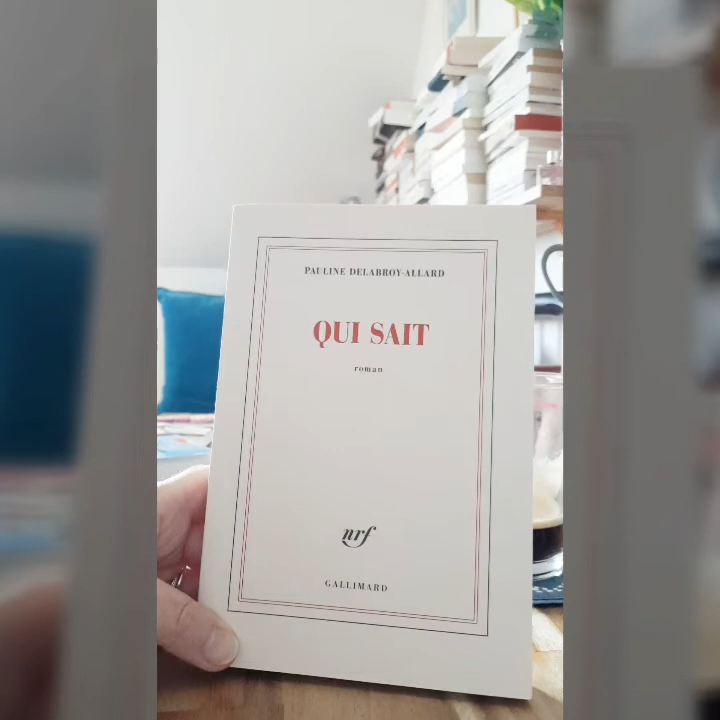 PAULINE DELABROY-ALLARD
QUI SAIT
roman
nrf
GALLIMARD